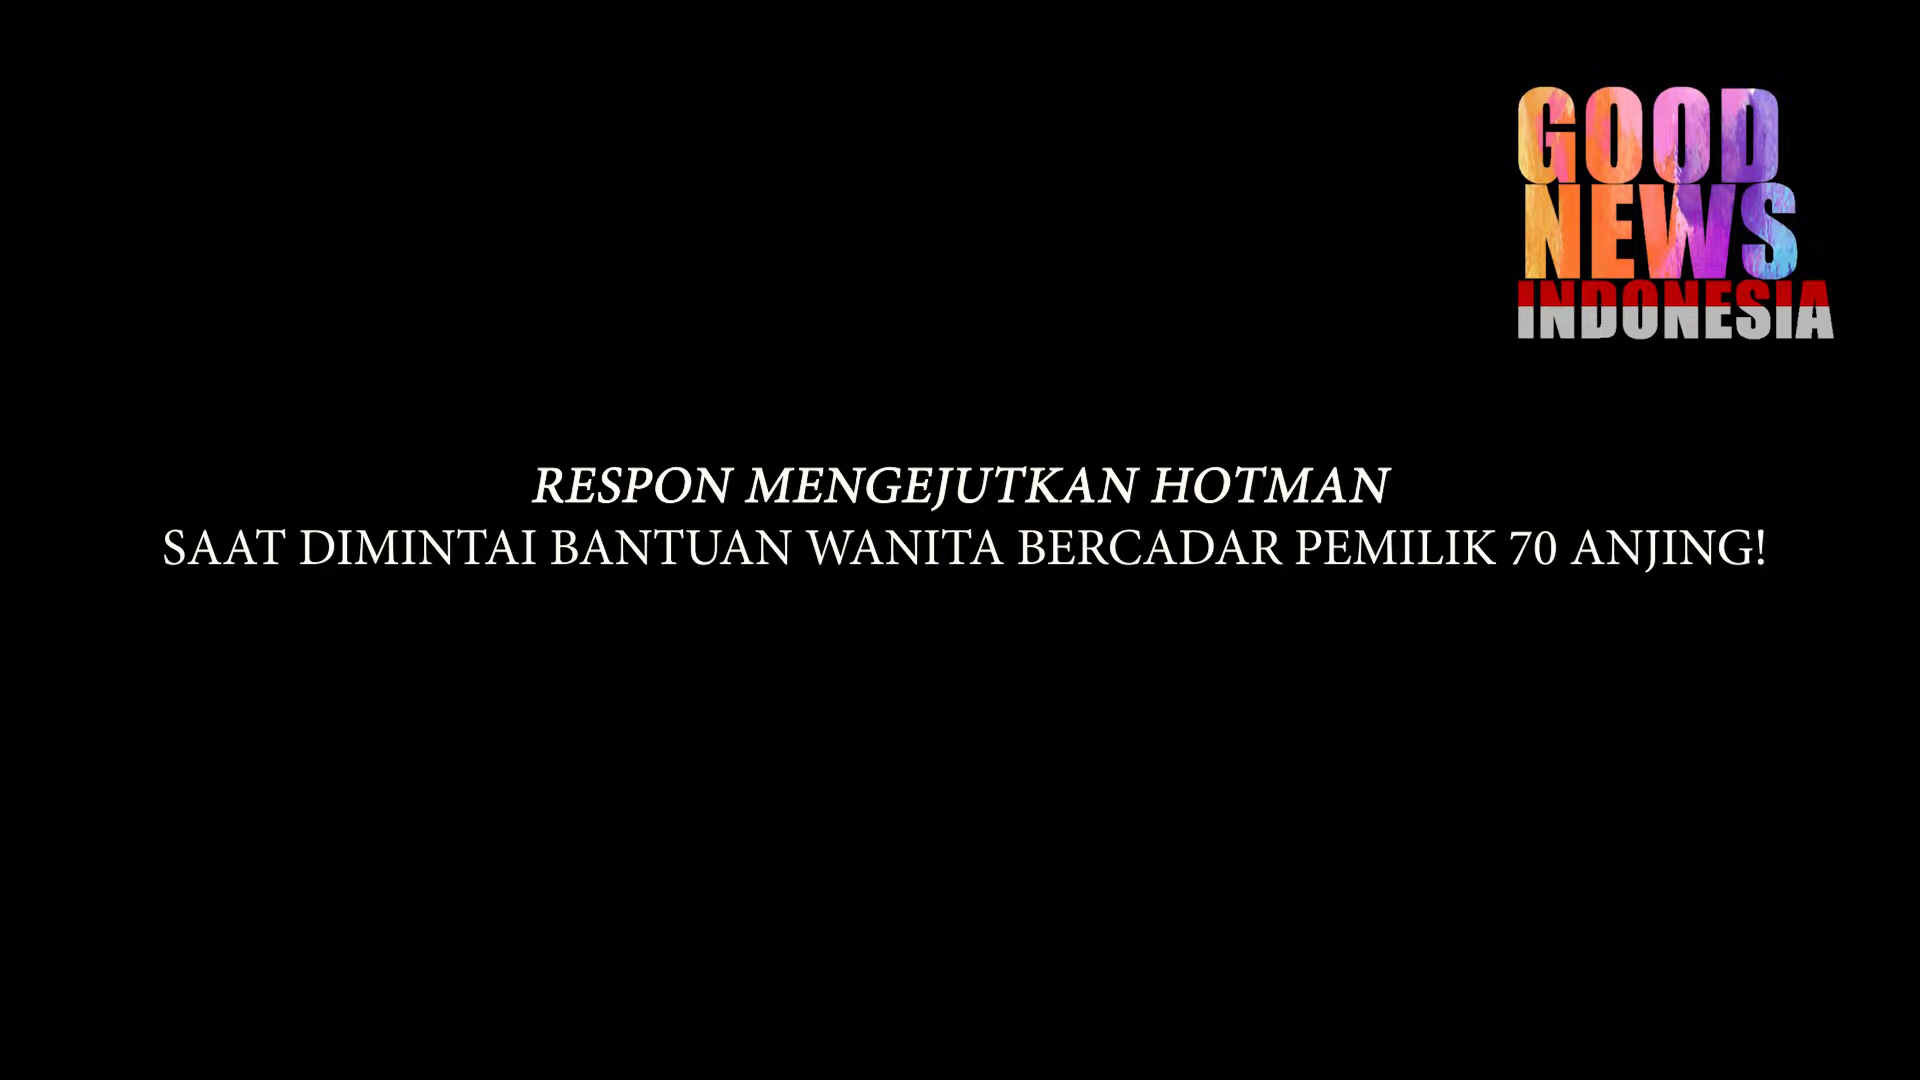 GOOD
NEWS
INDONESIA
RESPON MENGEJUTKAN HOTMAN
SAAT DIMINTAI BANTUAN WANITA BERCADAR PEMILIK 70 ANJING!